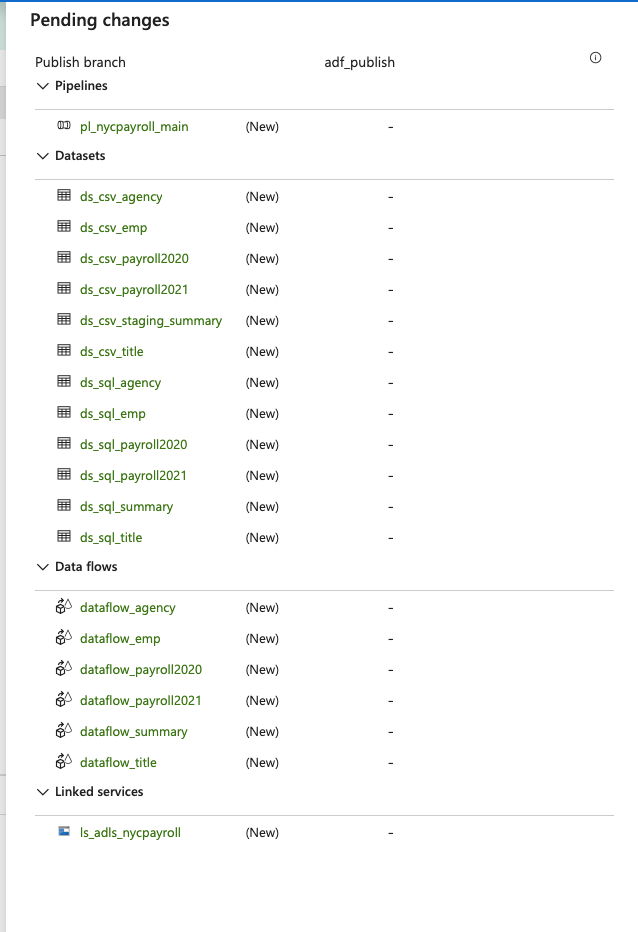 Pending changes
Publish branch adf_publish
Pipelines
pl_nycpayroll_main (New) -
Datasets
ds_csv_agency (New) -
ds_csv_emp (New) -
ds_csv_payroll2020 (New) -
ds_csv_payroll2021 (New) -
ds_csv_staging_summary (New) -
ds_csv_title (New) -
ds_sql_agency (New) -
ds_sql_emp (New) -
ds_sql_payroll2020 (New) -
ds_sql_payroll2021 (New) -
ds_sql_summary (New) -
ds_sql_title (New) -
Data flows
dataflow_agency (New) -
dataflow_emp (New) -
dataflow_payroll2020 (New) -
dataflow_payroll2021 (New) -
dataflow_summary (New) -
dataflow_title (New) -
Linked services
ls_adls_nycpayroll (New) -